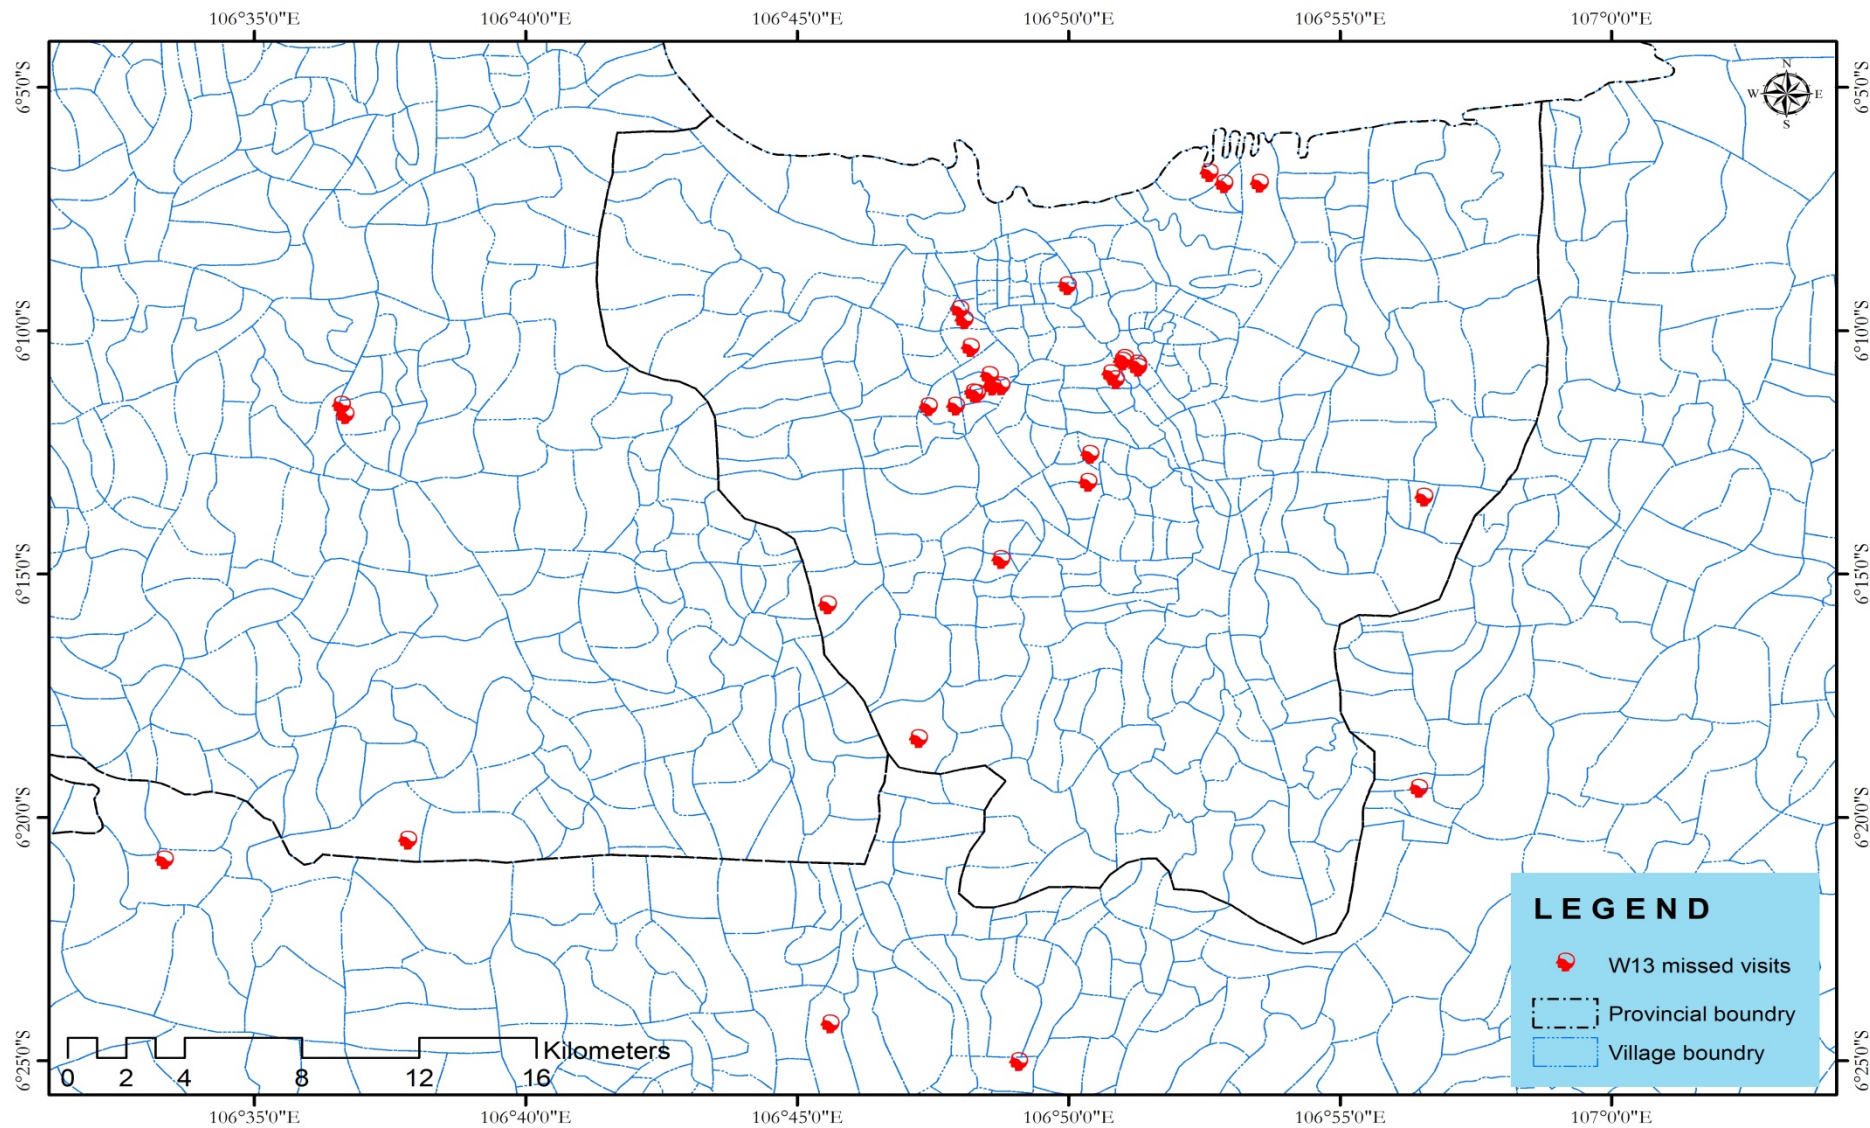 106°35'0"E 106°40'0"E 106°45'0"E 106°50'0"E 106°55'0"E 107°0'0"E
6°5'0"S
6°10'0"S
6°15'0"S
6°20'0"S
6°25'0"S
N
W E
S
6°5'0"S
6°10'0"S
6°15'0"S
6°20'0"S
6°25'0"S
LEGEND
W13 missed visits
Provincial boundry
Village boundry
Kilometers
0 2 4 8 12 16
106°35'0"E 106°40'0"E 106°45'0"E 106°50'0"E 106°55'0"E 107°0'0"E